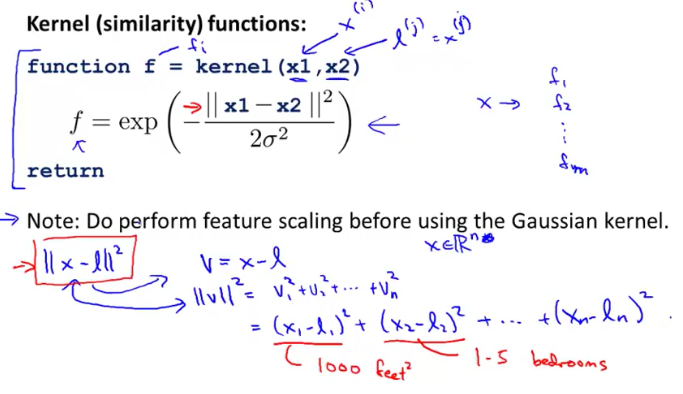 x^(i)
Kernel (similarity) functions:
f_i
l^(j) = x^(j)
function f = kernel(x1,x2)
f_1
f = exp(-||x1-x2||^2 / 2σ^2)
x → f_2
⋮
f_m
return
→ Note: Do perform feature scaling before using the Gaussian kernel.
→ ||x - l||^2
v = x - l
x ∈ ℝ^n
||v||^2 = v_1^2 + v_2^2 + ... + v_n^2
= (x_1 - l_1)^2 + (x_2 - l_2)^2 + ... + (x_n - l_n)^2.
1000 feet^2
1-5 bedrooms